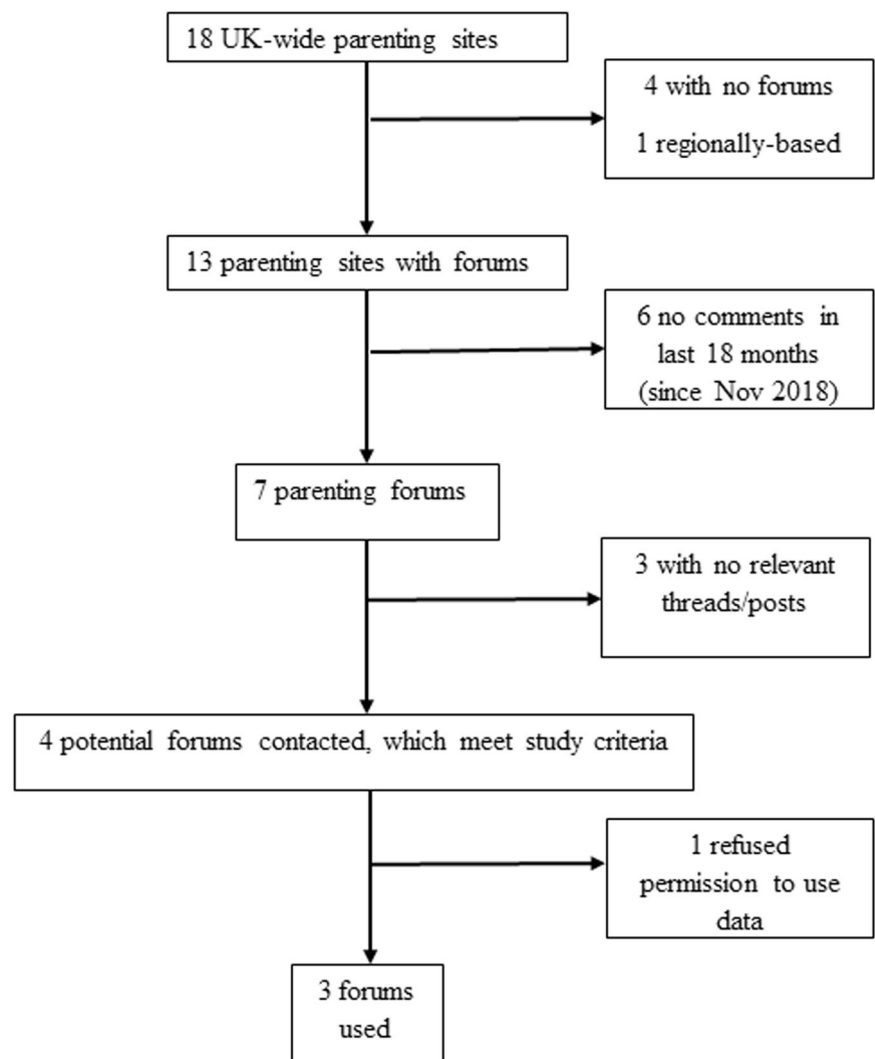 18 UK-wide parenting sites
4 with no forums
1 regionally-based
13 parenting sites with forums
6 no comments in
last 18 months
(since Nov 2018)
7 parenting forums
3 with no relevant
threads/posts
4 potential forums contacted, which meet study criteria
1 refused
permission to use
data
3 forums
used